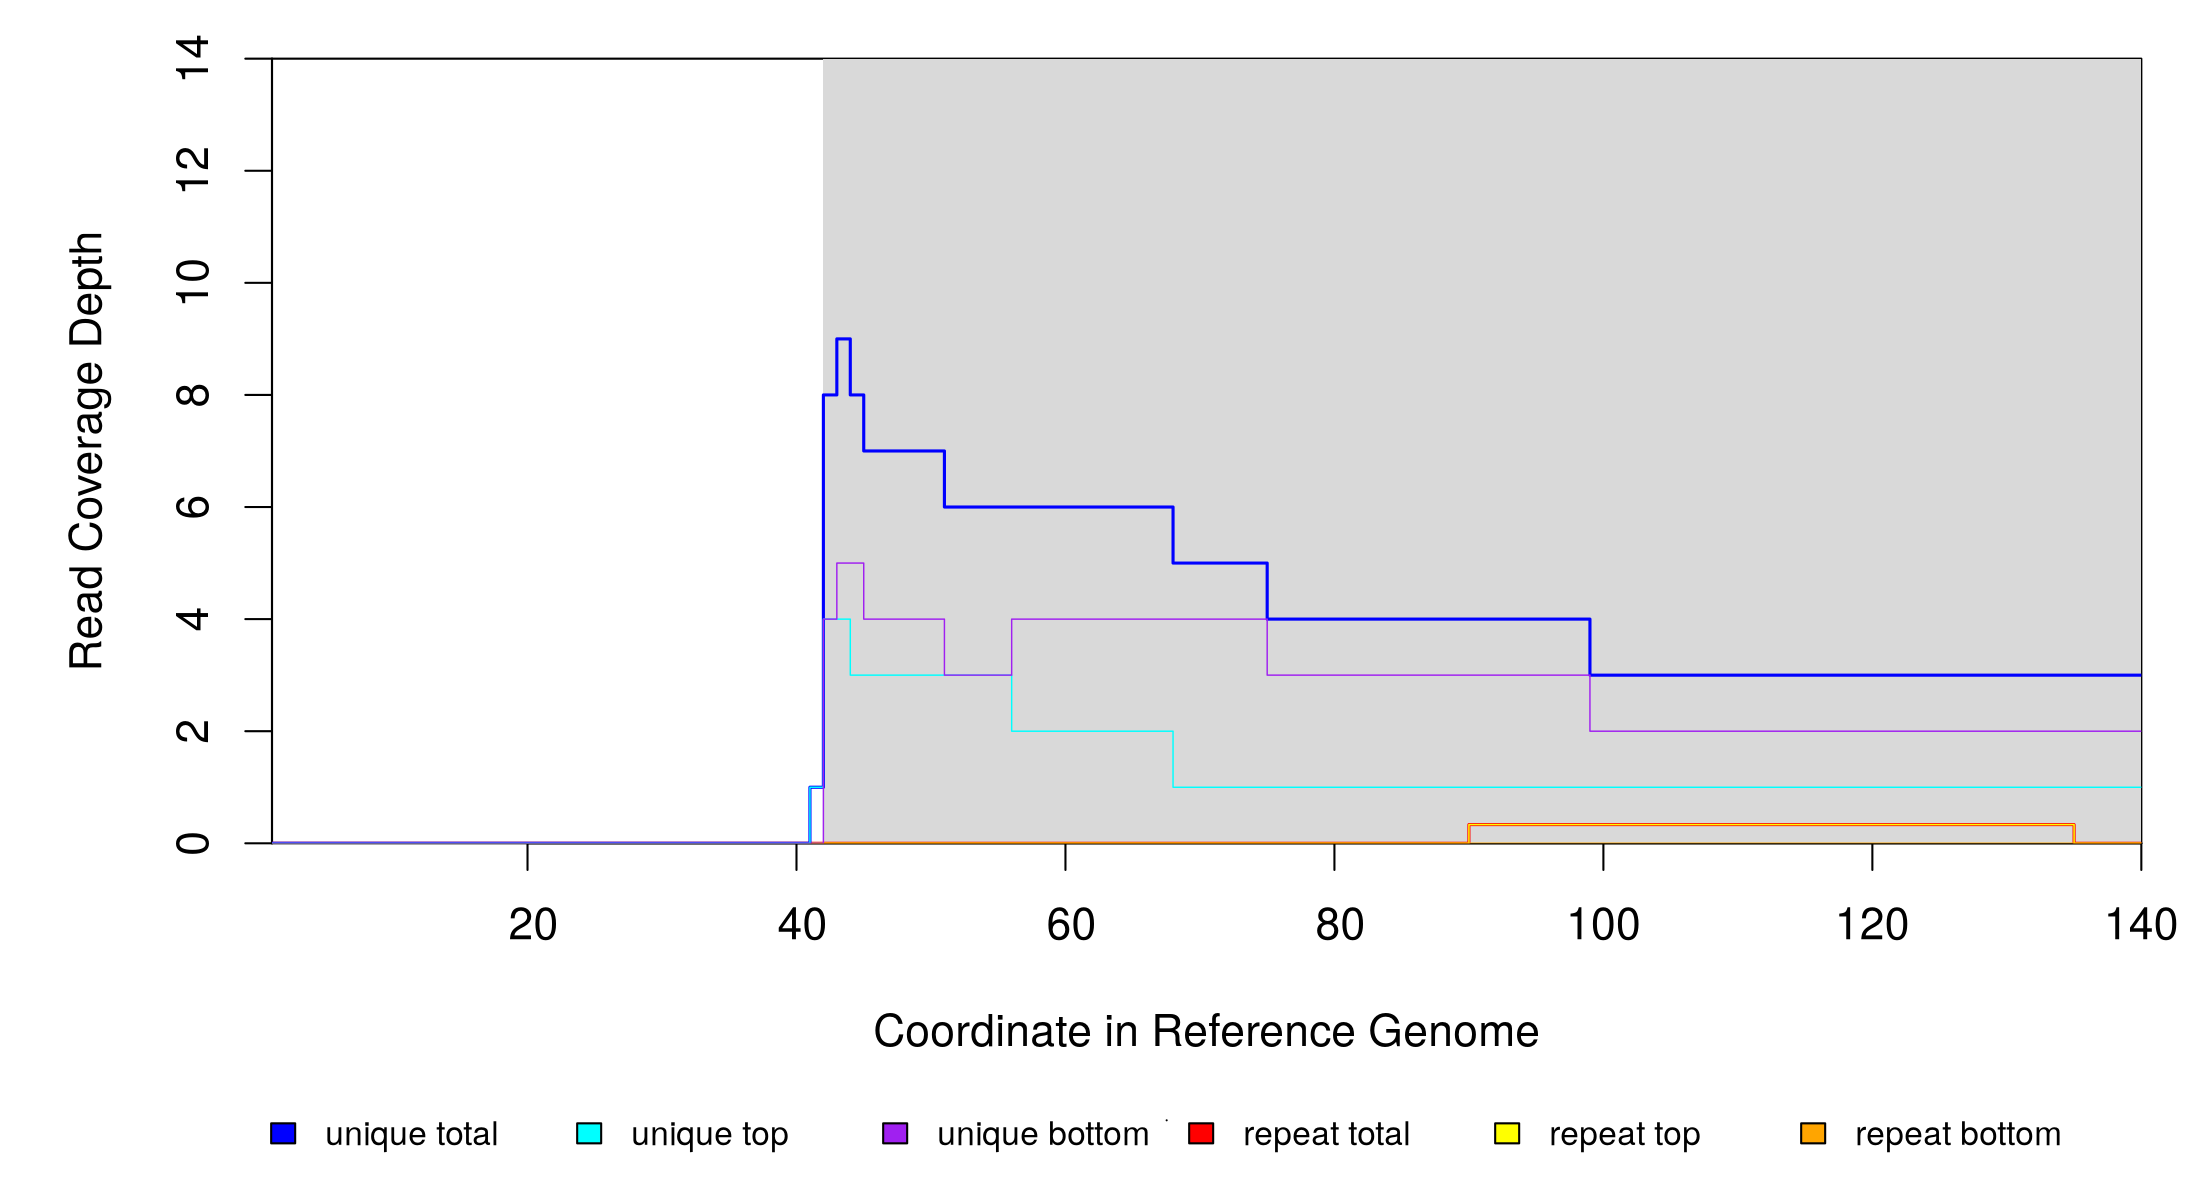 Read Coverage Depth
14
12
10
8
6
4
2
0
20 40 60 80 100 120 140
Coordinate in Reference Genome
unique total unique top unique bottom repeat total repeat top repeat bottom